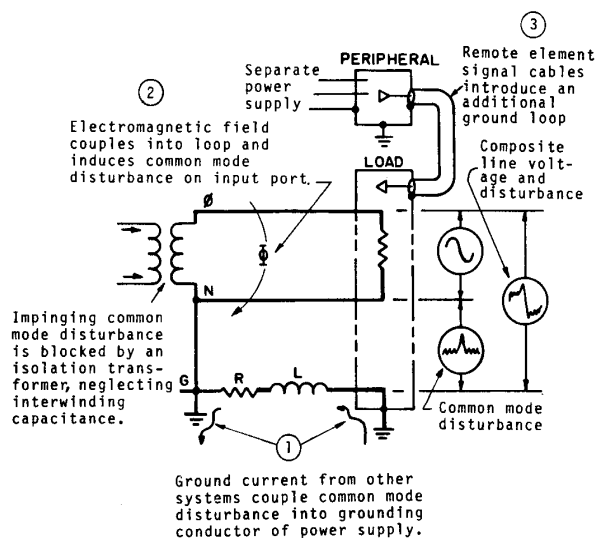 3
PERIPHERAL
Separate
power
supply
Remote element
signal cables
introduce an
additional
ground loop
2
Electromagnetic field
couples into loop and
induces common mode
disturbance on input port.
LOAD
Composite
line volt-
age and
disturbance
Ø
Φ
N
Impinging common
mode disturbance
is blocked by an
isolation trans-
former, neglecting
interwinding
capacitance.
G
R
L
Common mode
disturbance
1
Ground current from other
systems couple common mode
disturbance into grounding
conductor of power supply.